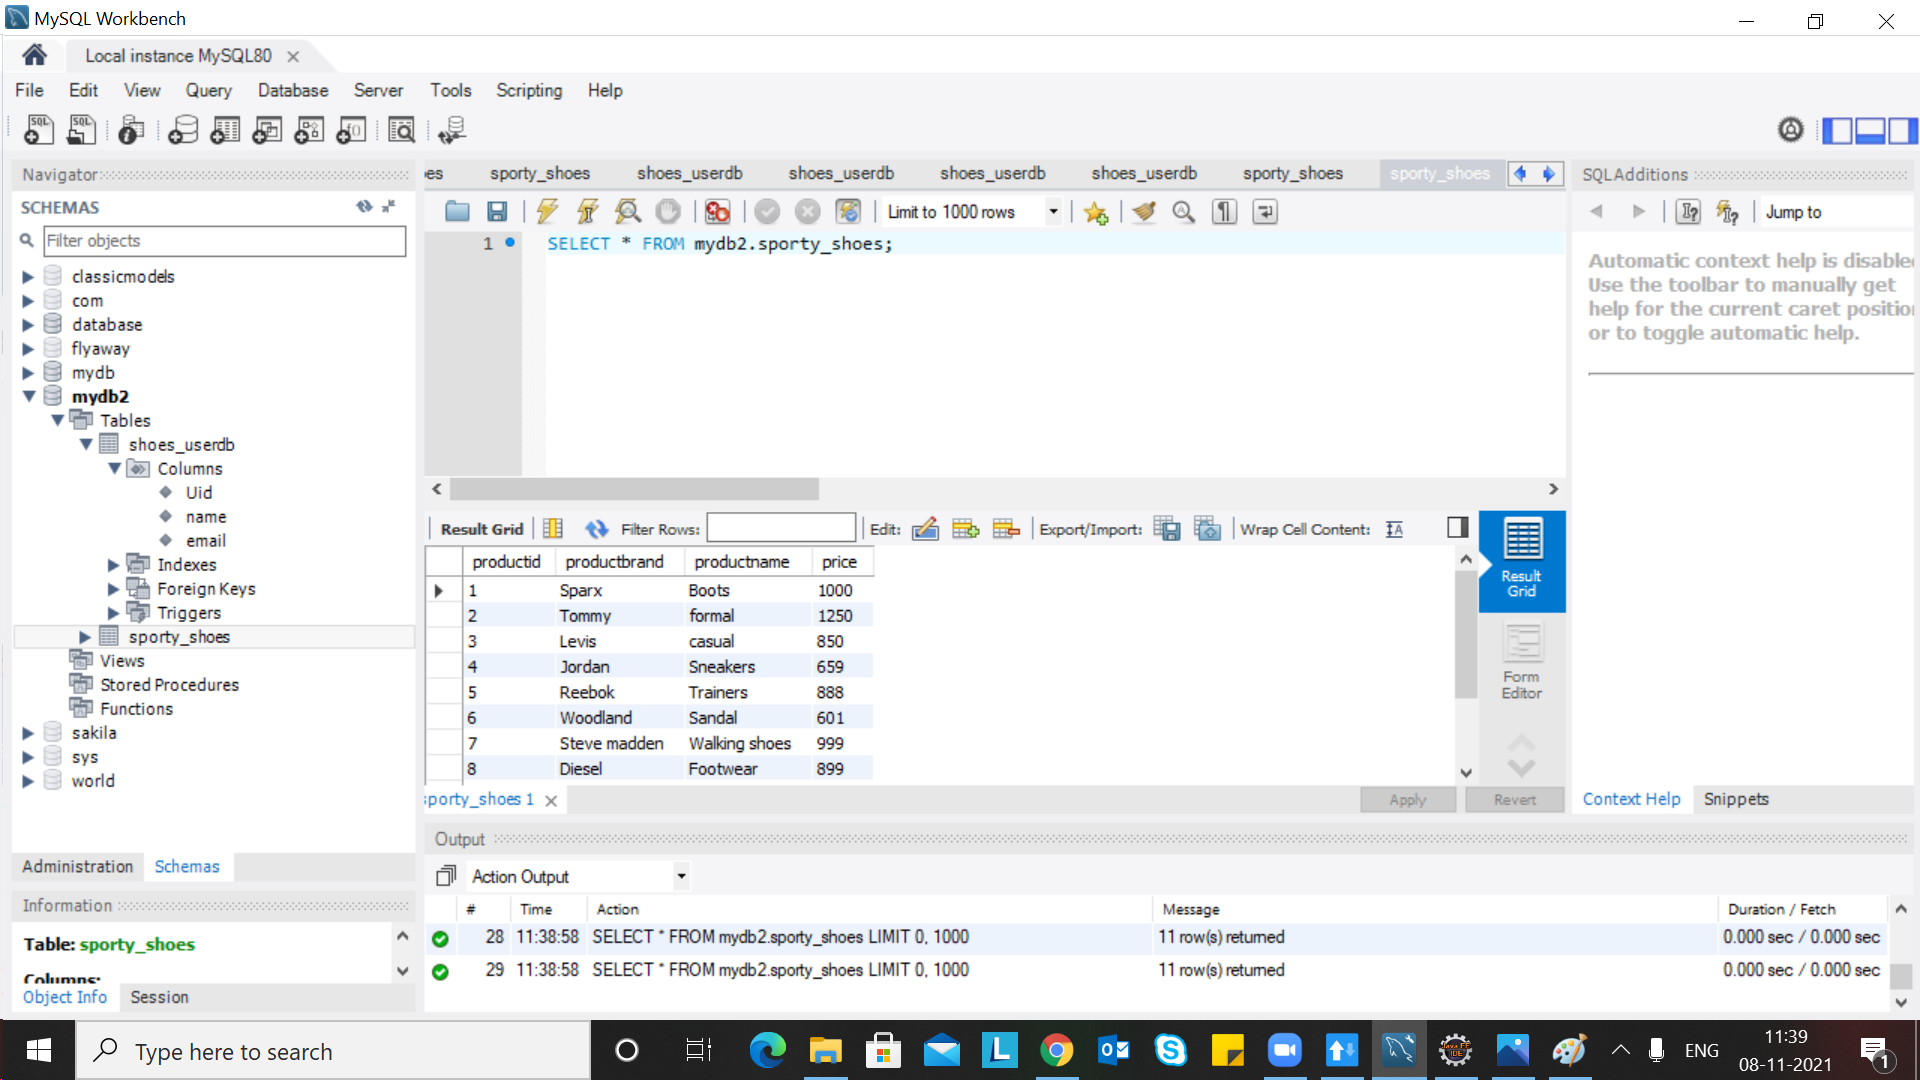 MySQL Workbench
Local instance MySQL80
File Edit View Query Database Server Tools Scripting Help
Navigator
SCHEMAS
Filter objects
classicmodels
com
database
flyaway
mydb
mydb2
Tables
shoes_userdb
Columns
Uid
name
email
Indexes
Foreign Keys
Triggers
sporty_shoes
Views
Stored Procedures
Functions
sakila
sys
world
Administration Schemas
Information
Table: sporty_shoes
Columns:
Object Info Session
es sporty_shoes shoes_userdb shoes_userdb shoes_userdb shoes_userdb sporty_shoes sporty_shoes
Limit to 1000 rows
1 SELECT * FROM mydb2.sporty_shoes;
Result Grid Filter Rows: Edit: Export/Import: Wrap Cell Content:
productid productbrand productname price
1 Sparx Boots 1000
2 Tommy formal 1250
3 Levis casual 850
4 Jordan Sneakers 659
5 Reebok Trainers 888
6 Woodland Sandal 601
7 Steve madden Walking shoes 999
8 Diesel Footwear 899
Result
Grid
Form
Editor
sporty_shoes 1 Apply Revert
SQLAdditions
Jump to
Automatic context help is disabled
Use the toolbar to manually get
help for the current caret position
or to toggle automatic help.
Context Help Snippets
Output
Action Output
# Time Action Message Duration / Fetch
28 11:38:58 SELECT * FROM mydb2.sporty_shoes LIMIT 0, 1000 11 row(s) returned 0.000 sec / 0.000 sec
29 11:38:58 SELECT * FROM mydb2.sporty_shoes LIMIT 0, 1000 11 row(s) returned 0.000 sec / 0.000 sec
Type here to search
ENG
11:39
08-11-2021
1